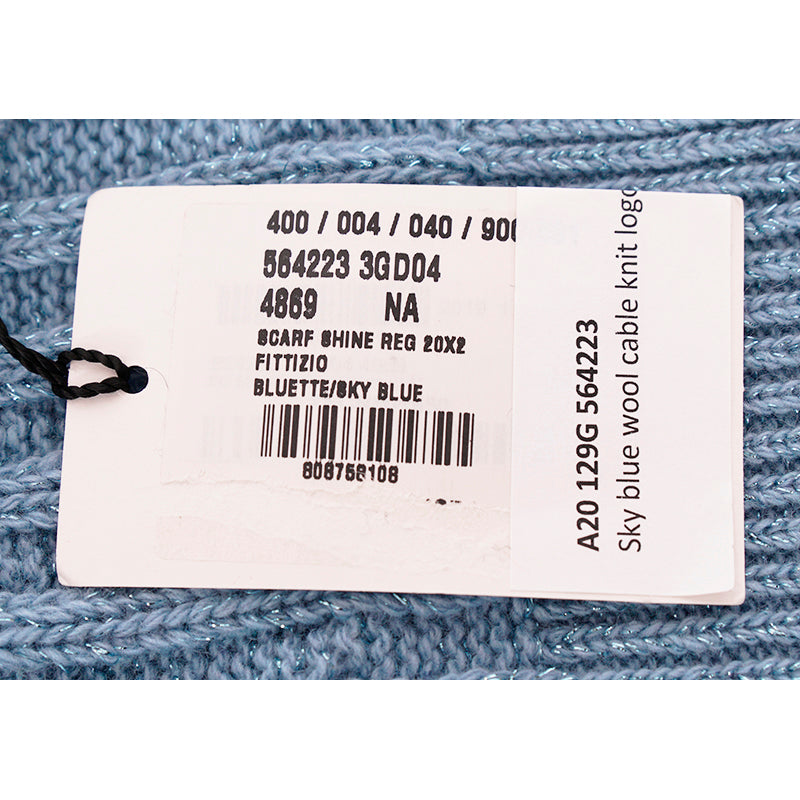 400 / 004 / 040 / 900
564223 3GD04
4869 NA
SCARF SHINE REG 20X2
FITTIZIO
BLUETTE/SKY BLUE
808758108
A20 129G 564223
Sky blue wool cable knit logo